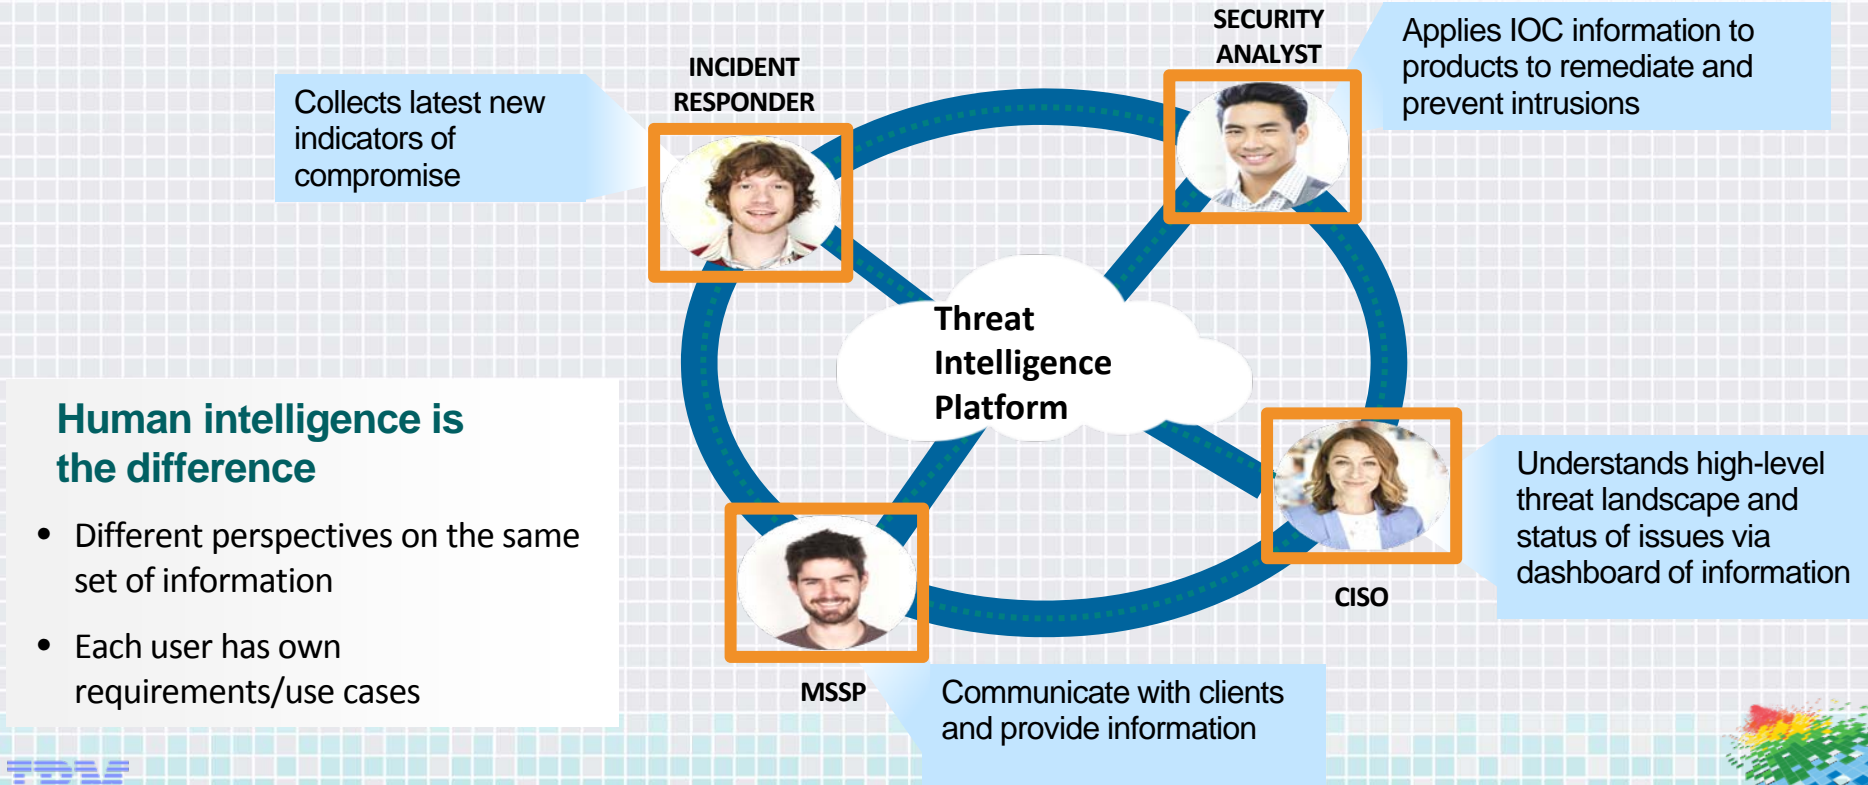 SECURITY
ANALYST
Applies IOC information to
products to remediate and
prevent intrusions
INCIDENT
RESPONDER
Collects latest new
indicators of
compromise
Threat
Intelligence
Platform
Human intelligence is
the difference
• Different perspectives on the same
set of information
• Each user has own
requirements/use cases
Understands high-level
threat landscape and
status of issues via
dashboard of information
CISO
MSSP
Communicate with clients
and provide information
IBM